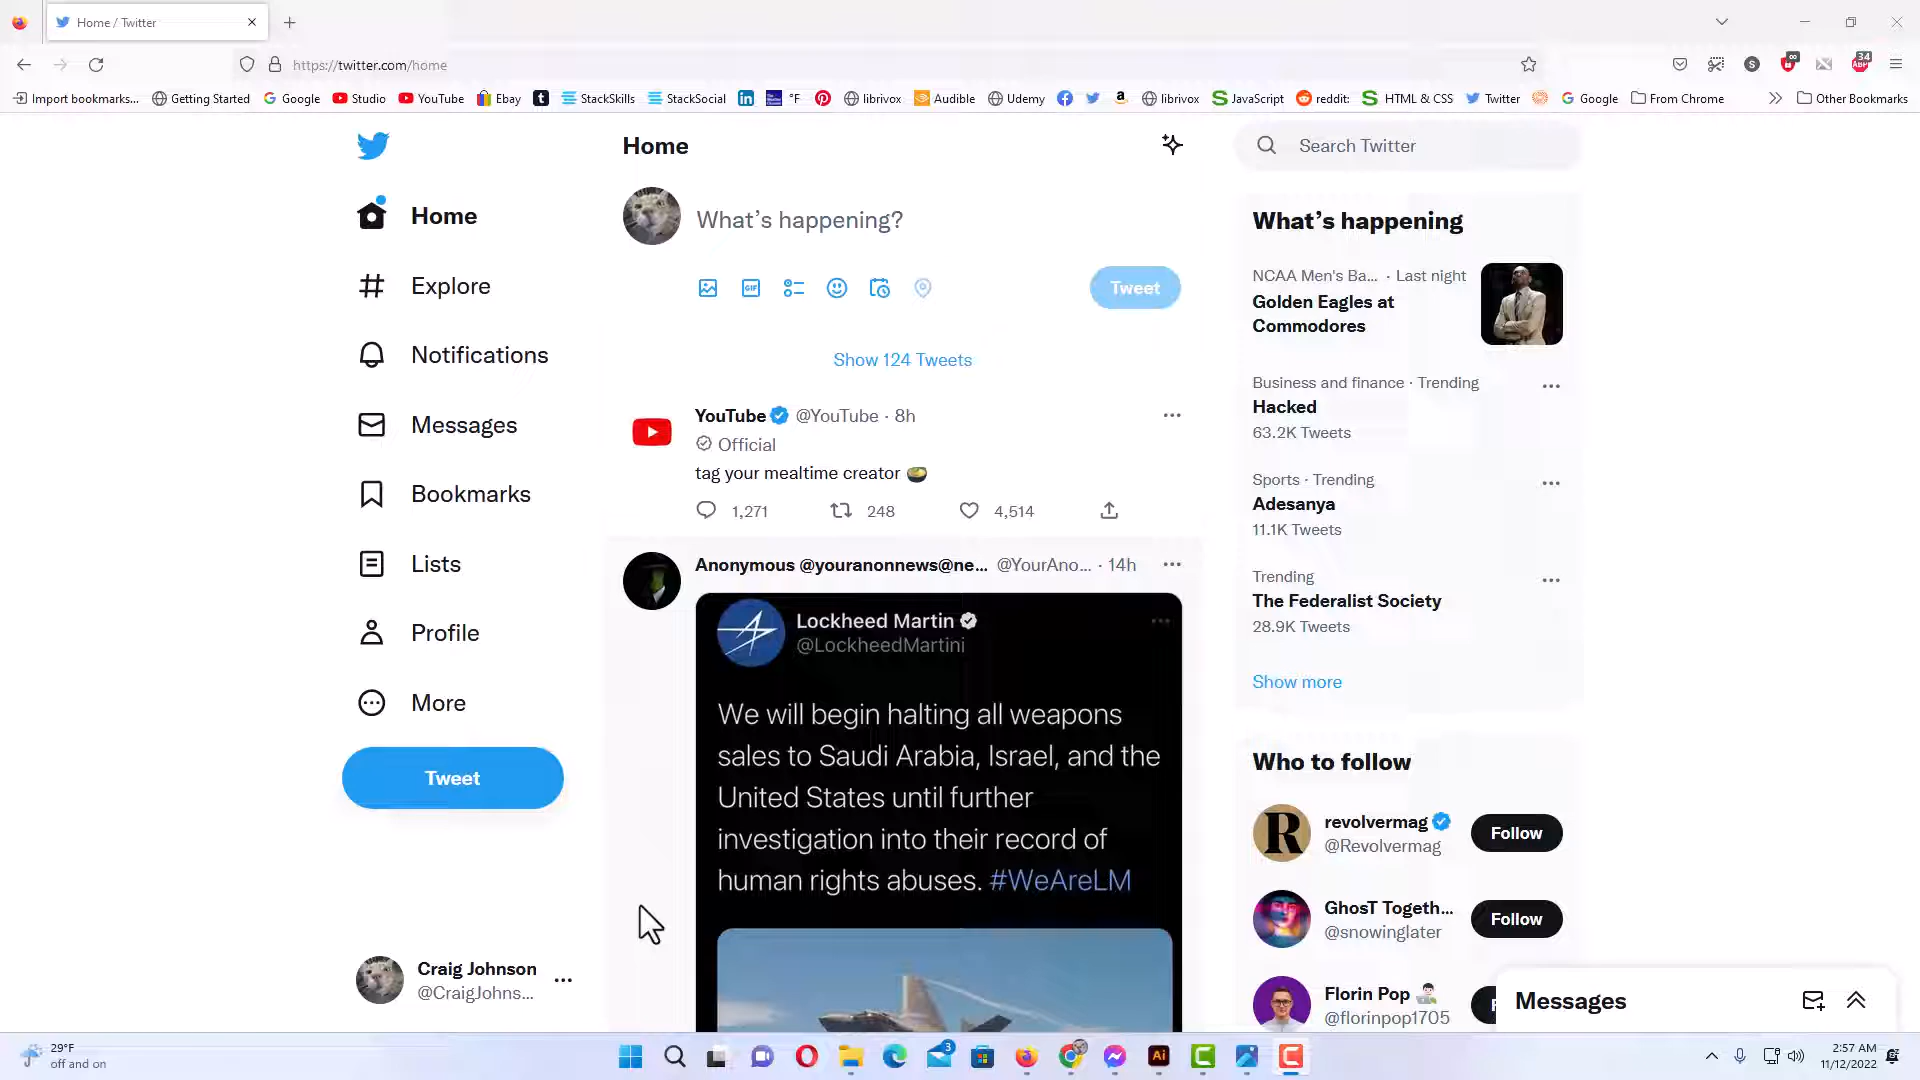 Home / Twitter
https://twitter.com/home
Import bookmarks...
Getting Started
Google
Studio
YouTube
Ebay
°F
librivox
Audible
Udemy
librivox
JavaScript
reddit:
HTML & CSS
Twitter
Google
From Chrome
Other Bookmarks
34
ABP
Home
Explore
Notifications
Messages
Bookmarks
Lists
Profile
More
Tweet
Craig Johnson
@CraigJohns...
Home
What's happening?
GIF
Tweet
Show 124 Tweets
YouTube @YouTube · 8h
Official
tag your mealtime creator
1,271 248 4,514
Anonymous @youranonnews@ne... @YourAno... · 14h
Lockheed Martin
@LockheedMartini
We will begin halting all weapons
sales to Saudi Arabia, Israel, and the
United States until further
investigation into their record of
human rights abuses. #WeAreLM
Search Twitter
What's happening
NCAA Men's Ba... · Last night
Golden Eagles at
Commodores
Business and finance · Trending
Hacked
63.2K Tweets
Sports · Trending
Adesanya
11.1K Tweets
Trending
The Federalist Society
28.9K Tweets
Show more
Who to follow
revolvermag
@Revolvermag
Follow
GhosT Togeth...
@snowinglater
Follow
Florin Pop
@florinpop1705
Messages
29°F
off and on
3
Ai
2:57 AM
11/12/2022